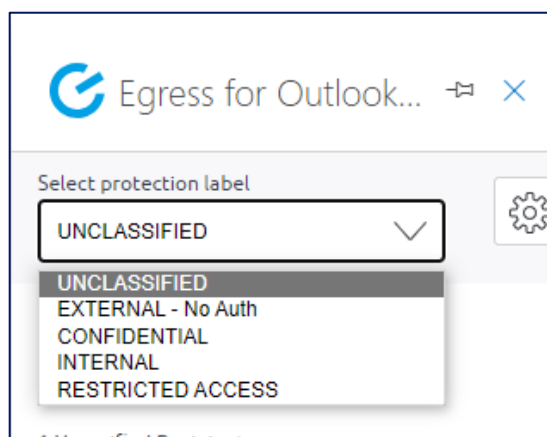 Egress for Outlook...
Select protection label
UNCLASSIFIED
UNCLASSIFIED
EXTERNAL - No Auth
CONFIDENTIAL
INTERNAL
RESTRICTED ACCESS